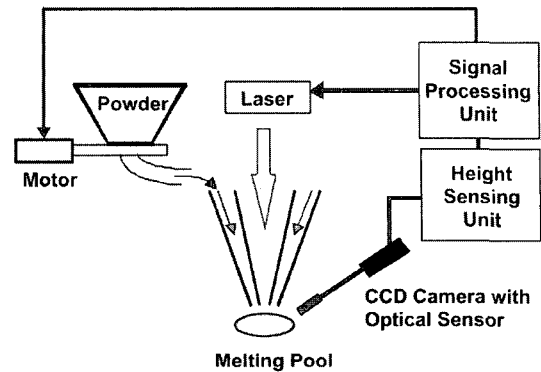 Signal
Processing
Unit
Powder
Laser
Motor
Height
Sensing
Unit
CCD Camera with
Optical Sensor
Melting Pool